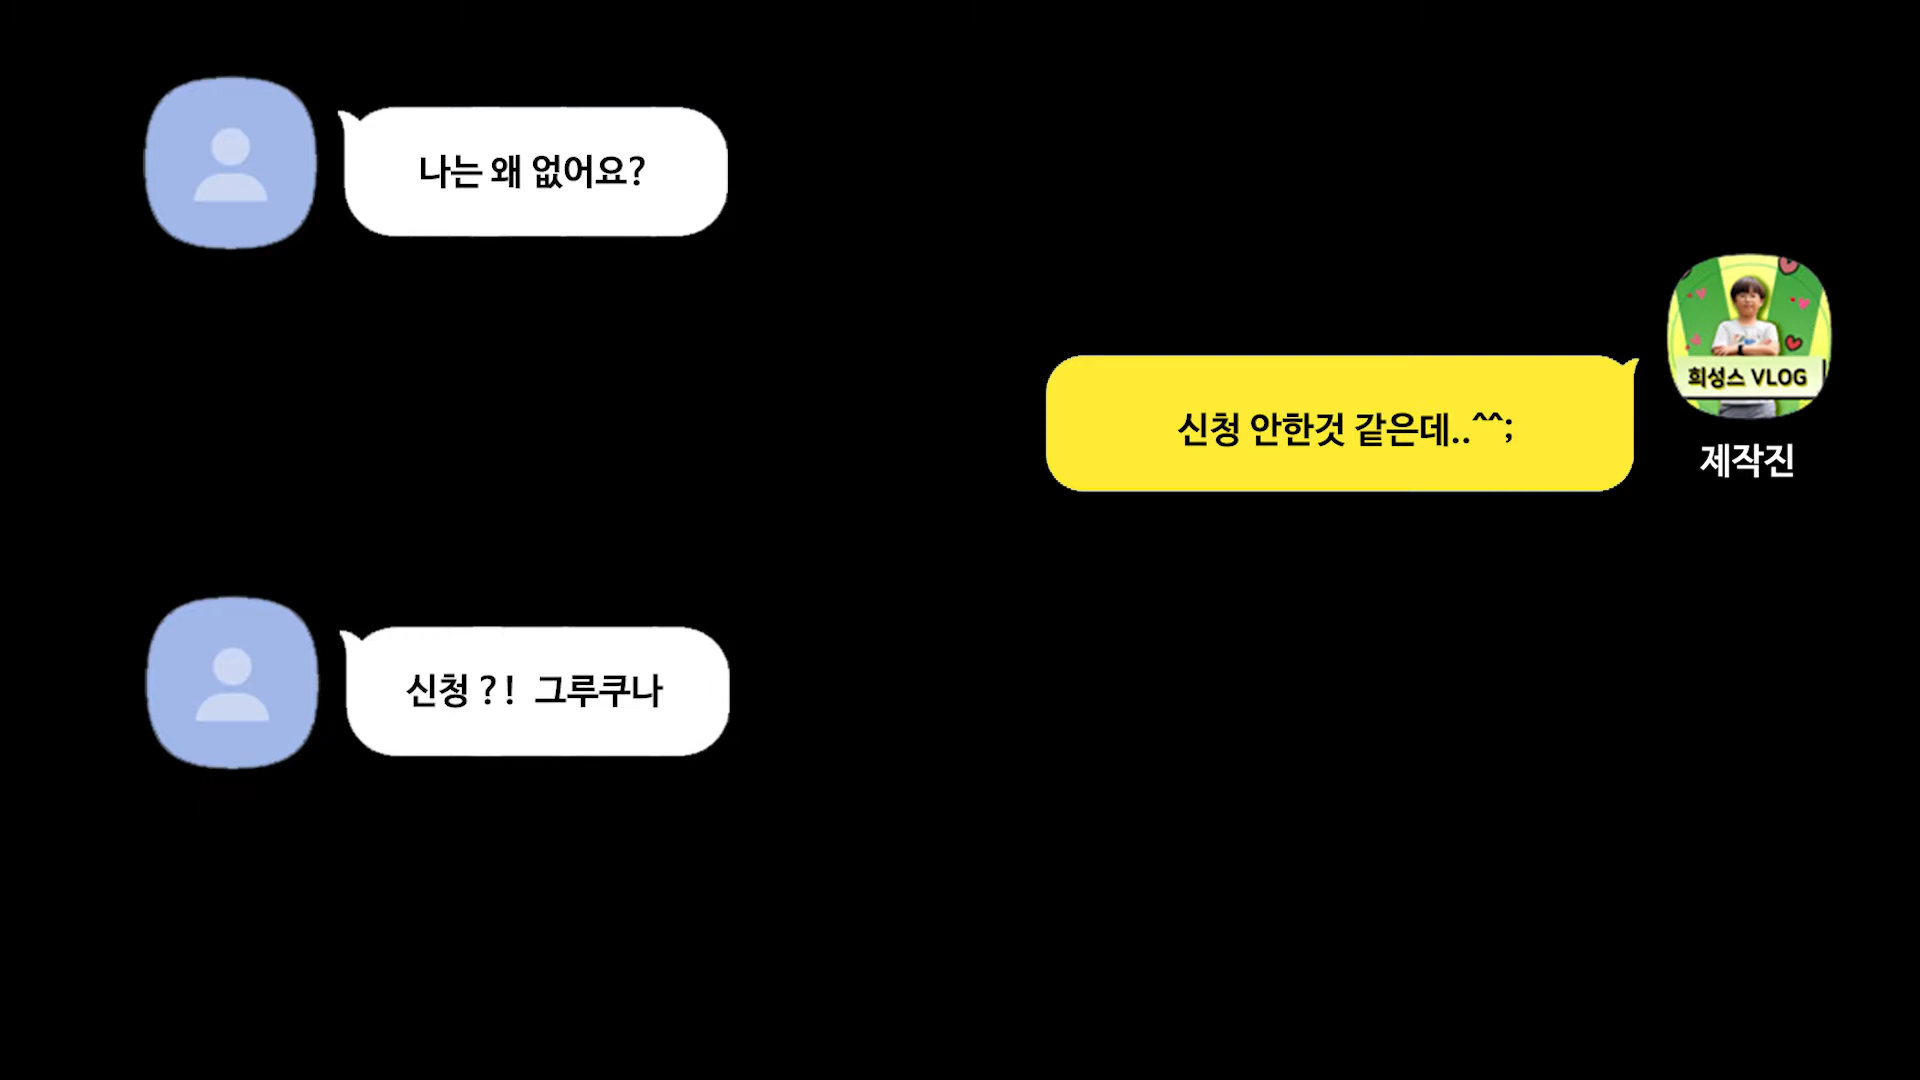 나는 왜 없어요?
신청 안한것 같은데..^^;
희성스 VLOG
제작진
신청 ?! 그루쿠나